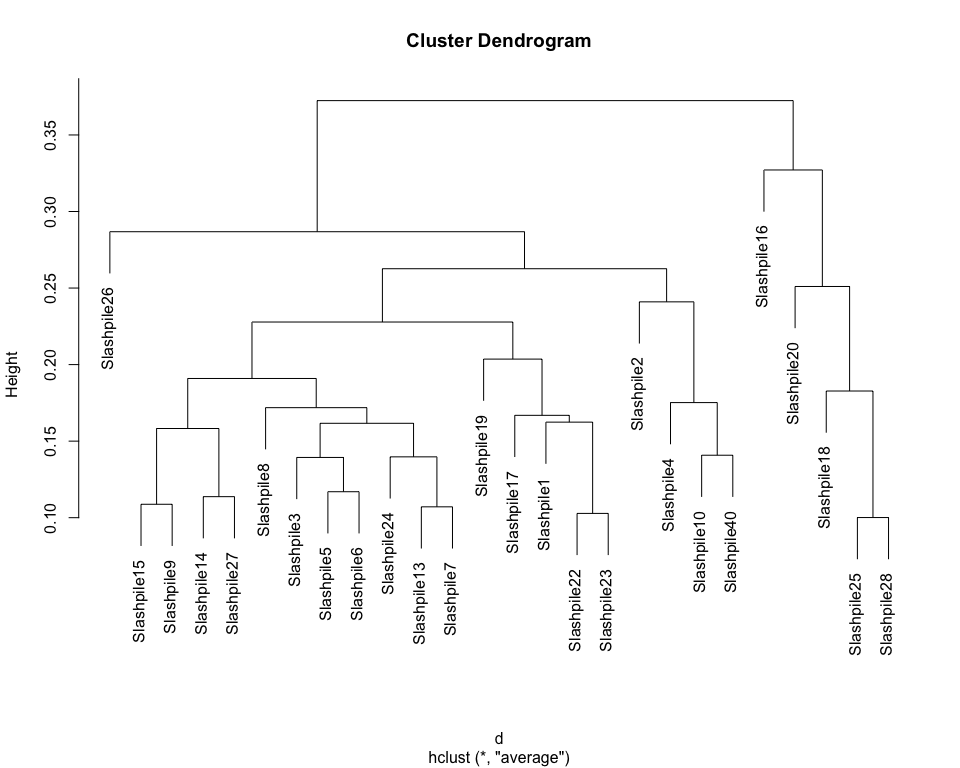 Cluster Dendrogram
Height
0.35
0.30
0.25
0.20
0.15
0.10
Slashpile26
Slashpile15
Slashpile9
Slashpile14
Slashpile27
Slashpile8
Slashpile3
Slashpile5
Slashpile6
Slashpile24
Slashpile13
Slashpile7
Slashpile19
Slashpile17
Slashpile1
Slashpile22
Slashpile23
Slashpile2
Slashpile4
Slashpile10
Slashpile40
Slashpile16
Slashpile20
Slashpile18
Slashpile25
Slashpile28
d
hclust (*, "average")